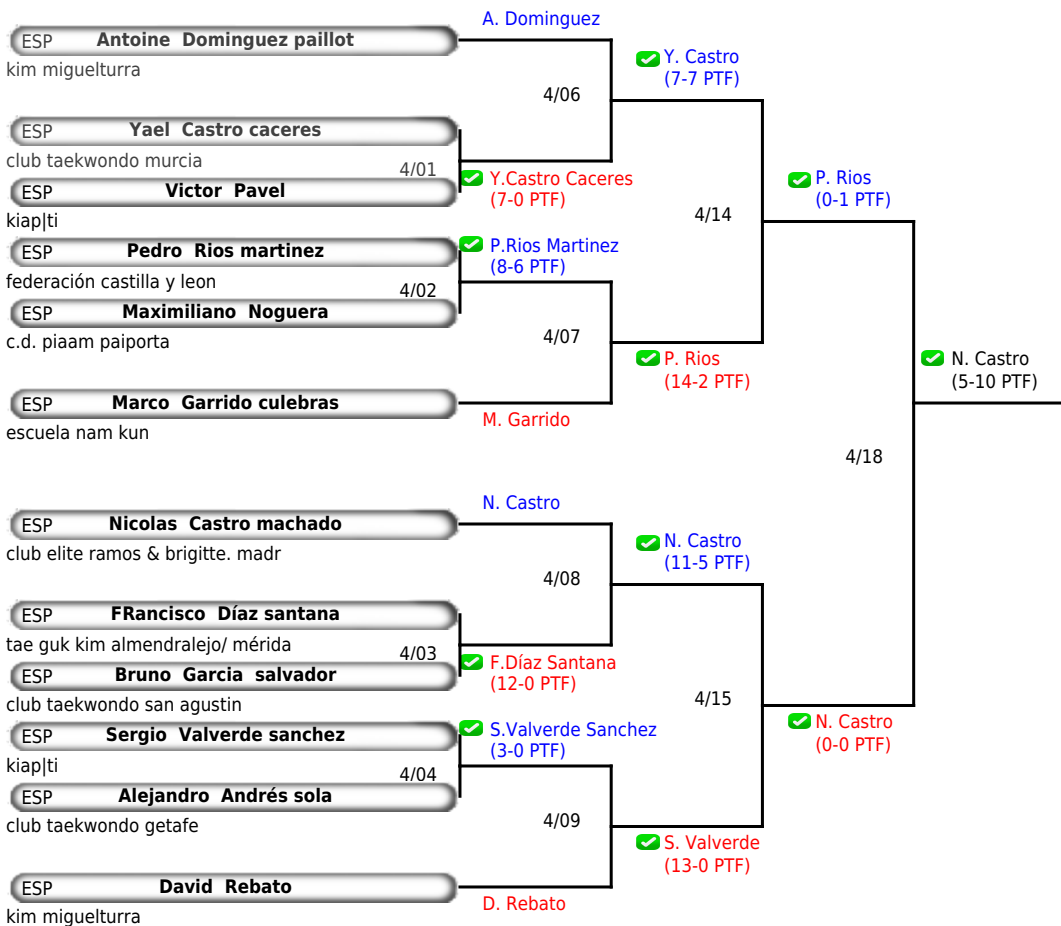 A. Dominguez
ESP Antoine Dominguez paillot
kim miguelturra
Y. Castro
(7-7 PTF)
4/06
ESP Yael Castro caceres
club taekwondo murcia
4/01
Y.Castro Caceres
(7-0 PTF)
ESP Victor Pavel
kiap|ti
P. Rios
(0-1 PTF)
4/14
ESP Pedro Rios martinez
federación castilla y leon
P.Rios Martinez
(8-6 PTF)
4/02
ESP Maximiliano Noguera
c.d. piaam paiporta
4/07
P. Rios
(14-2 PTF)
N. Castro
(5-10 PTF)
ESP Marco Garrido culebras
escuela nam kun
M. Garrido
4/18
N. Castro
ESP Nicolas Castro machado
club elite ramos & brigitte. madr
N. Castro
(11-5 PTF)
4/08
ESP FRancisco Díaz santana
tae guk kim almendralejo/ mérida
4/03
F.Díaz Santana
(12-0 PTF)
ESP Bruno Garcia salvador
club taekwondo san agustin
4/15
N. Castro
(0-0 PTF)
ESP Sergio Valverde sanchez
kiap|ti
S.Valverde Sanchez
(3-0 PTF)
4/04
ESP Alejandro Andrés sola
club taekwondo getafe
4/09
S. Valverde
(13-0 PTF)
ESP David Rebato
kim miguelturra
D. Rebato